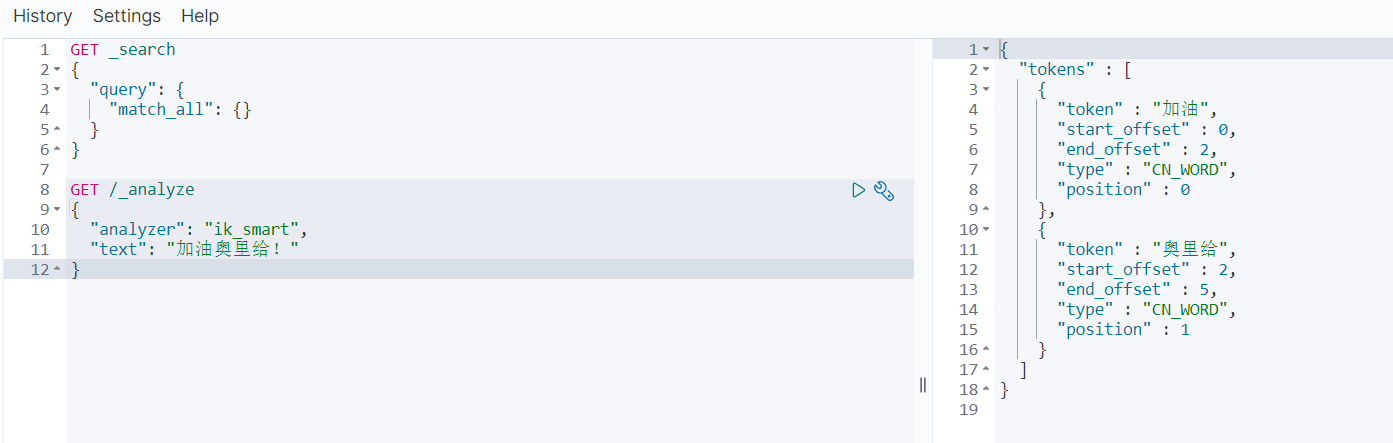 History Settings Help
1 GET _search
2 {
3 "query": {
4 "match_all": {}
5 }
6 }
7
8 GET /_analyze
9 {
10 "analyzer": "ik_smart",
11 "text": "加油奥里给！"
12 }
1 {
2 "tokens" : [
3 {
4 "token" : "加油",
5 "start_offset" : 0,
6 "end_offset" : 2,
7 "type" : "CN_WORD",
8 "position" : 0
9 },
10 {
11 "token" : "奥里给",
12 "start_offset" : 2,
13 "end_offset" : 5,
14 "type" : "CN_WORD",
15 "position" : 1
16 }
17 ]
18 }
19